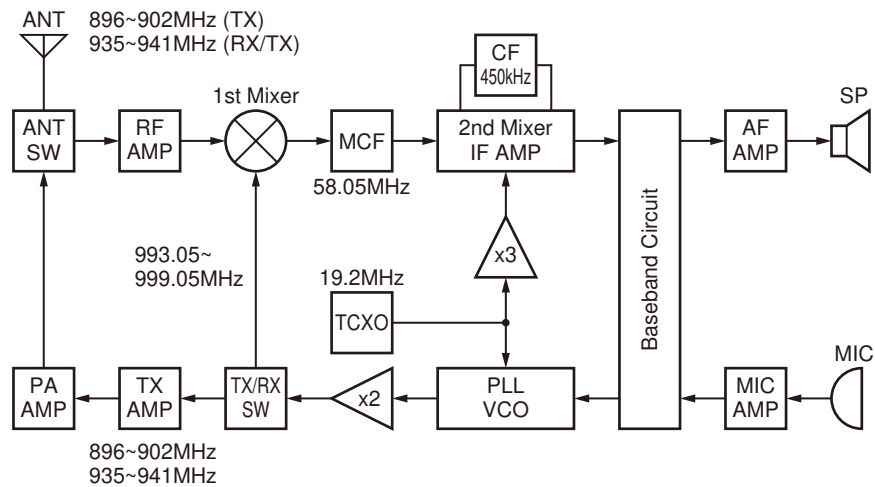 ANT
896~902MHz (TX)
935~941MHz (RX/TX)
CF
450kHz
1st Mixer
SP
ANT
SW
RF
AMP
MCF
2nd Mixer
IF AMP
AF
AMP
58.05MHz
x3
993.05~
999.05MHz
19.2MHz
TCXO
Baseband Circuit
MIC
PA
AMP
TX
AMP
TX/RX
SW
x2
PLL
VCO
MIC
AMP
896~902MHz
935~941MHz